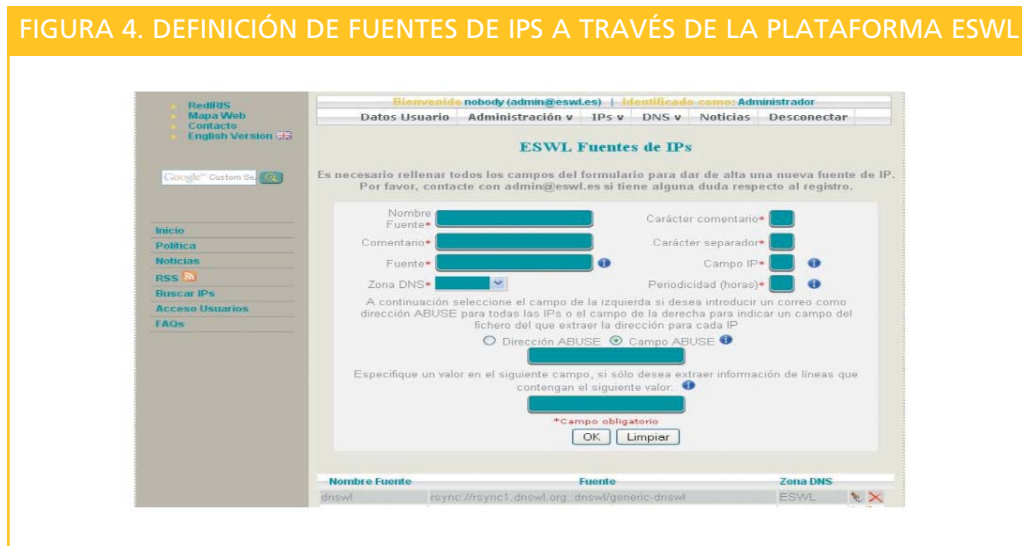 FIGURA 4. DEFINICIÓN DE FUENTES DE IPS A TRAVÉS DE LA PLATAFORMA ESWL
RedIRIS
Mapa Web
Contacto
English Version
Google™ Custom Se
Inicio
Política
Noticias
RSS
Buscar IPs
Acceso Usuarios
FAQs
Bienvenido nobody (admin@eswl.es) | Identificado como: Administrador
Datos Usuario Administración v IPs v DNS v Noticias Desconectar
ESWL Fuentes de IPs
Es necesario rellenar todos los campos del formulario para dar de alta una nueva fuente de IP.
Por favor, contacte con admin@eswl.es si tiene alguna duda respecto al registro.
Nombre
Fuente*
Carácter comentario*
Comentario*
Carácter separador*
Fuente*
Campo IP*
Zona DNS*
Periodicidad (horas)*
A continuación seleccione el campo de la izquierda si desea introducir un correo como
dirección ABUSE para todas las IPs o el campo de la derecha para indicar un campo del
fichero del que extraer la dirección para cada IP
Dirección ABUSE Campo ABUSE
Especifique un valor en el siguiente campo, si sólo desea extraer información de líneas que
contengan el siguiente valor:
*Campo obligatorio
OK Limpiar
Nombre Fuente Fuente Zona DNS
dnswl rsync://rsync1.dnswl.org::dnswl/generic-dnswl ESWL